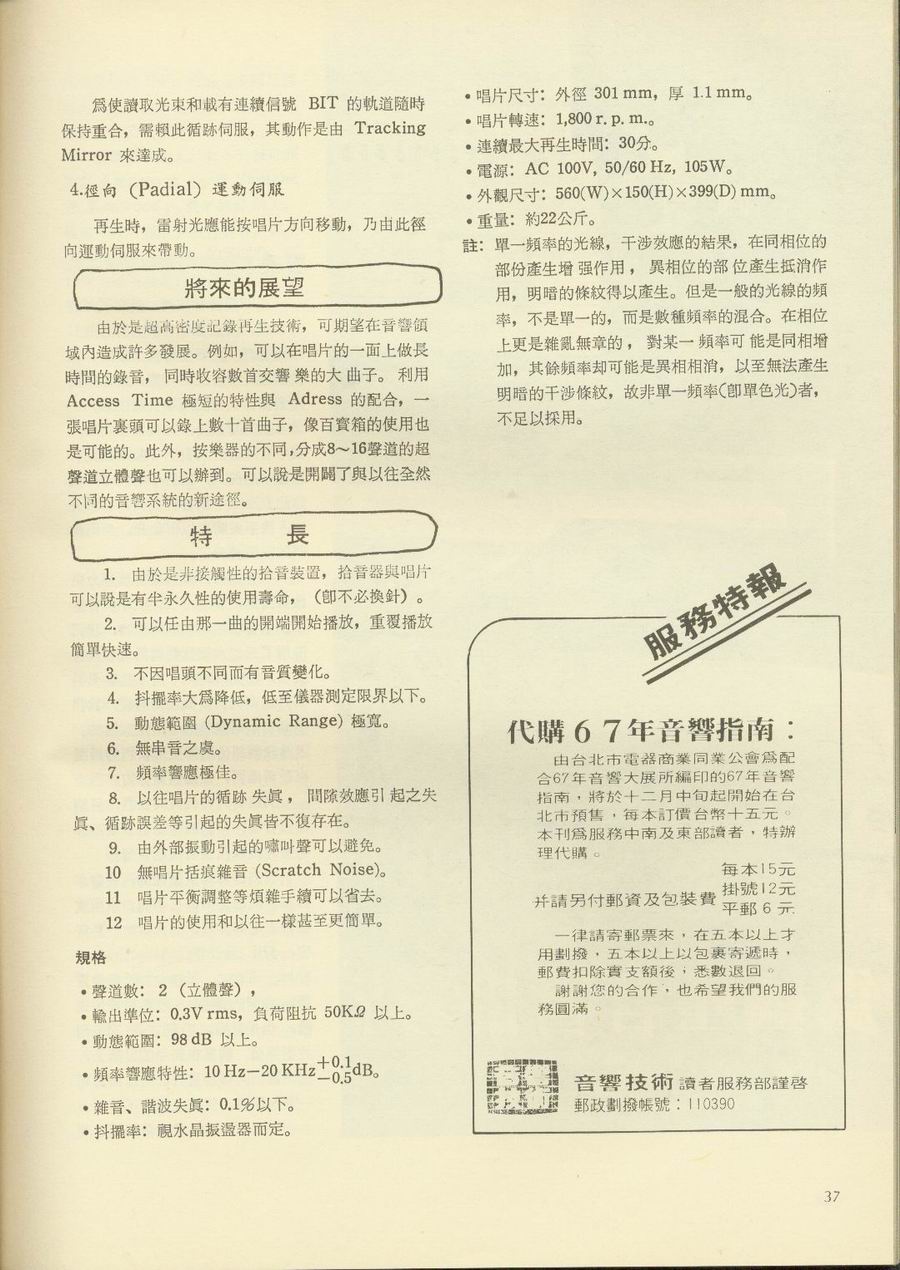 爲使讀取光束和載有連續信號 BIT 的軌道隨時
保持重合，需賴此循跡伺服，其動作是由 Tracking
Mirror 來達成。
4.徑向 (Padial) 運動伺服
再生時，雷射光應能按唱片方向移動，乃由此徑
向運動伺服來帶動。
將來的展望
由於是超高密度記錄再生技術，可期望在音響領
域內造成許多發展。例如，可以在唱片的一面上做長
時間的錄音，同時收容數首交響樂的大曲子。利用
Access Time 極短的特性與 Adress 的配合，一
張唱片裏頭可以錄上數十首曲子，像百寳箱的使用也
是可能的。此外，按樂器的不同，分成8～16聲道的超
聲道立體聲也可以辦到。可以說是開闢了與以往全然
不同的音響系統的新途徑。
特 長
1. 由於是非接觸性的拾音裝置，拾音器與唱片
可以說是有半永久性的使用壽命，（卽不必換針）。
2. 可以任由那一曲的開端開始播放，重覆播放
簡單快速。
3. 不因唱頭不同而有音質變化。
4. 抖擺率大爲降低，低至儀器測定限界以下。
5. 動態範圍 (Dynamic Range) 極寬。
6. 無串音之虞。
7. 頻率響應極佳。
8. 以往唱片的循跡失眞，間隙效應引起之失
眞、循跡誤差等引起的失眞皆不復存在。
9. 由外部振動引起的嘯叫聲可以避免。
10 無唱片括痕雜音 (Scratch Noise)。
11 唱片平衡調整等煩雜手續可以省去。
12 唱片的使用和以往一樣甚至更簡單。
規格
•聲道數：2（立體聲），
•輸出準位：0.3V rms，負荷阻抗 50KΩ 以上。
•動態範圍：98 dB 以上。
•頻率響應特性：10 Hz—20 KHz +0.1 −0.5 dB。
•雜音、諧波失眞：0.1%以下。
•抖擺率：視水晶振盪器而定。
•唱片尺寸：外徑 301 mm，厚 1.1 mm。
•唱片轉速：1,800 r. p. m.。
•連續最大再生時間：30分。
•電源：AC 100V, 50/60 Hz, 105W。
•外觀尺寸：560(W)×150(H)×399(D) mm。
•重量：約22公斤。
註：單一頻率的光線，干涉效應的結果，在同相位的
部份產生增强作用，異相位的部位產生抵消作
用，明暗的條紋得以產生。但是一般的光線的頻
率，不是單一的，而是數種頻率的混合。在相位
上更是雜亂無章的，對某一頻率可能是同相增
加，其餘頻率却可能是異相相消，以至無法產生
明暗的干涉條紋，故非單一頻率(卽單色光)者，
不足以採用。
服務特報
代購67年音響指南：
由台北市電器商業同業公會爲配
合67年音響大展所編印的67年音響
指南，將於十二月中旬起開始在台
北市預售，每本訂價台幣十五元。
本刊爲服務中南及東部讀者，特辦
理代購。
每本15元
幷請另付郵資及包裝費 掛號12元
平郵6元
一律請寄郵票來，在五本以上才
用劃撥，五本以上以包裹寄遞時，
郵費扣除實支額後，悉數退回。
謝謝您的合作，也希望我們的服
務圓滿。
音響技術 讀者服務部謹啓
郵政劃撥帳號：110390
37